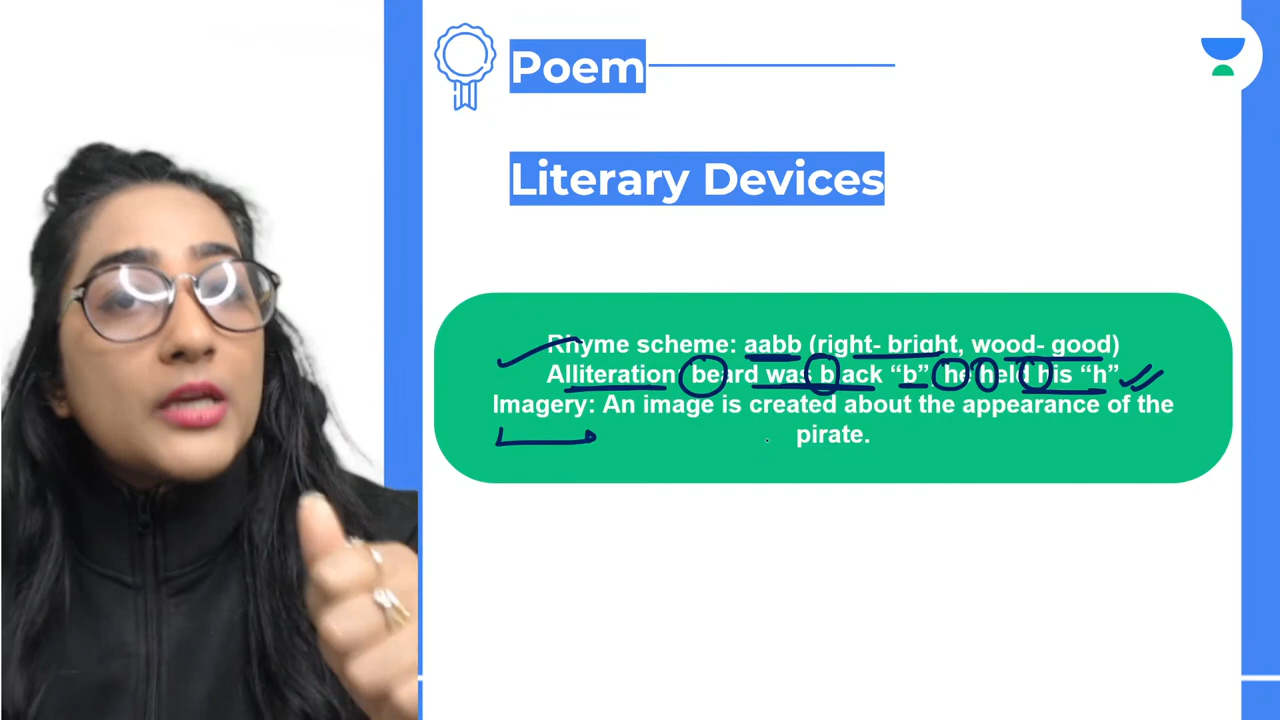 Poem
Literary Devices
Rhyme scheme: aabb (right- bright, wood- good)
Alliteration beard was black “b” he held his “h”
Imagery: An image is created about the appearance of the
pirate.